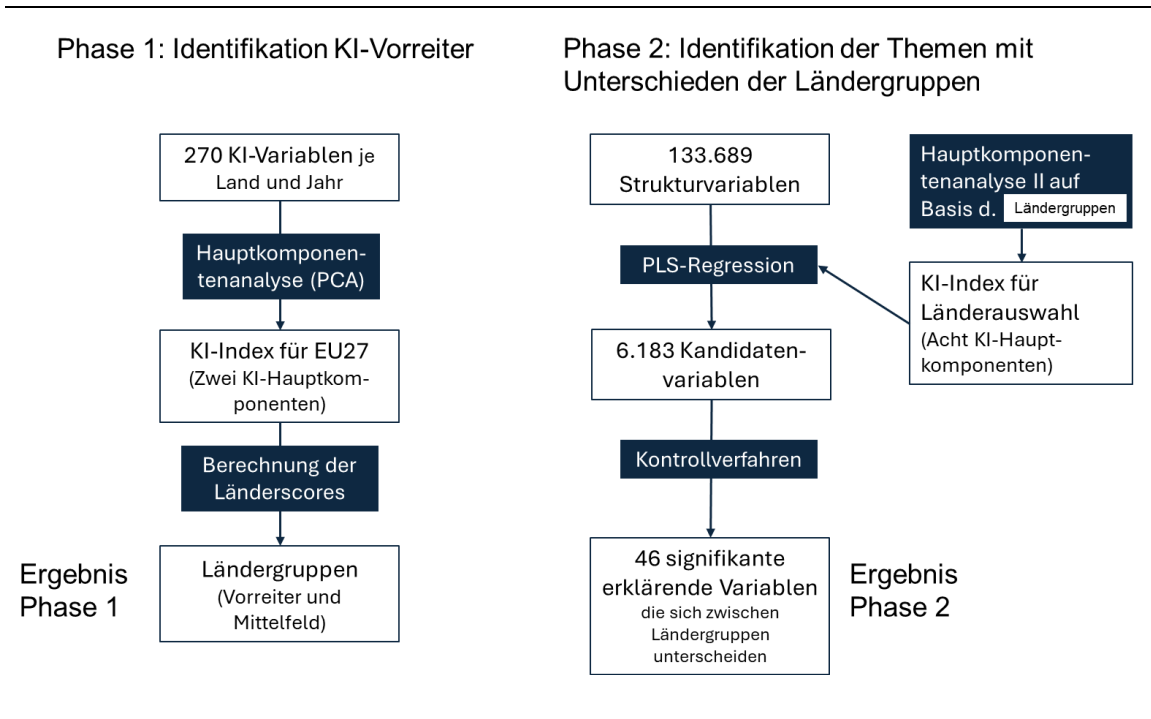 Phase 1: Identifikation KI-Vorreiter
270 KI-Variablen je
Land und Jahr
Hauptkomponen-
tenanalyse (PCA)
KI-Index für EU27
(Zwei KI-Hauptkom-
ponenten)
Berechnung der
Länderscores
Ergebnis
Phase 1
Ländergruppen
(Vorreiter und
Mittelfeld)
Phase 2: Identifikation der Themen mit
Unterschieden der Ländergruppen
133.689
Strukturvariablen
Hauptkomponen-
tenanalyse II auf
Basis d. Ländergruppen
PLS-Regression
KI-Index für
Länderauswahl
(Acht KI-Haupt-
komponenten)
6.183 Kandidaten-
variablen
Kontrollverfahren
46 signifikante
erklärende Variablen
die sich zwischen
Ländergruppen
unterscheiden
Ergebnis
Phase 2